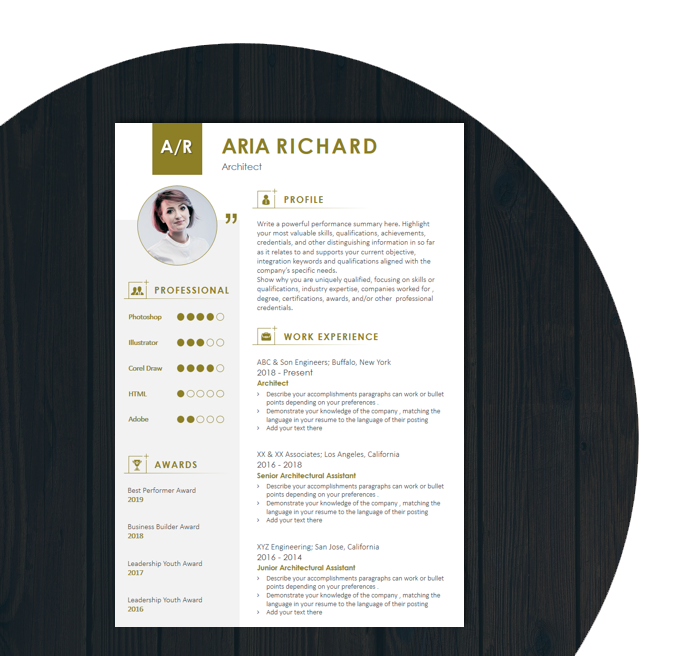 A/R
ARIA RICHARD
Architect
”
PROFILE
Write a powerful performance summary here. Highlight
your most valuable skills, qualifications, achievements,
credentials, and other distinguishing information in so far
as it relates to and supports your current objective,
integration keywords and qualifications aligned with the
company's specific needs.
Show why you are uniquely qualified, focusing on skills or
qualifications, industry expertise, companies worked for ,
degree, certifications, awards, and/or other professional
credentials.
PROFESSIONAL
Photoshop
Illustrator
Corel Draw
HTML
Adobe
AWARDS
Best Performer Award
2019
Business Builder Award
2018
Leadership Youth Award
2017
Leadership Youth Award
2016
WORK EXPERIENCE
ABC & Son Engineers; Buffalo, New York
2018 - Present
Architect
› Describe your accomplishments paragraphs can work or bullet
points depending on your preferences .
› Demonstrate your knowledge of the company , matching the
language in your resume to the language of their posting
› Add your text there
XX & XX Associates; Los Angeles, California
2016 - 2018
Senior Architectural Assistant
› Describe your accomplishments paragraphs can work or bullet
points depending on your preferences .
› Demonstrate your knowledge of the company , matching the
language in your resume to the language of their posting
› Add your text there
XYZ Engineering; San Jose, California
2016 - 2014
Junior Architectural Assistant
› Describe your accomplishments paragraphs can work or bullet
points depending on your preferences .
› Demonstrate your knowledge of the company , matching the
language in your resume to the language of their posting
› Add your text there